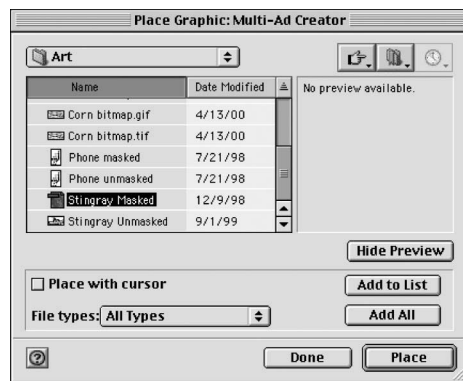 Place Graphic: Multi-Ad Creator
Art
Name Date Modified No preview available.
Corn bitmap.gif 4/13/00
Corn bitmap.tif 4/13/00
Phone masked 7/21/98
Phone unmasked 7/21/98
Stingray Masked 12/9/98
Stingray Unmasked 9/1/99
Hide Preview
Place with cursor Add to List
File types: All Types Add All
? Done Place